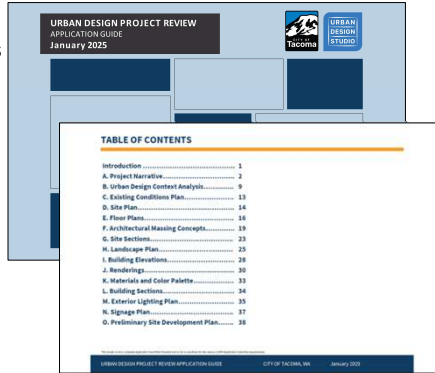 URBAN DESIGN PROJECT REVIEW
APPLICATION GUIDE
January 2025
CITY OF
Tacoma
URBAN
DESIGN
STUDIO
TABLE OF CONTENTS
Introduction ........................................ 1
A. Project Narrative............................. 2
B. Urban Design Context Analysis............. 9
C. Existing Conditions Plan.................... 13
D. Site Plan....................................... 14
E. Floor Plans.................................... 16
F. Architectural Massing Concepts.......... 19
G. Site Sections.................................. 23
H. Landscape Plan.............................. 25
I. Building Elevations........................... 28
J. Renderings..................................... 30
K. Materials and Color Palette............... 33
L. Building Sections............................. 34
M. Exterior Lighting Plan...................... 35
N. Signage Plan................................. 37
O. Preliminary Site Development Plan....... 38
URBAN DESIGN PROJECT REVIEW APPLICATION GUIDE CITY OF TACOMA, WA January 2025